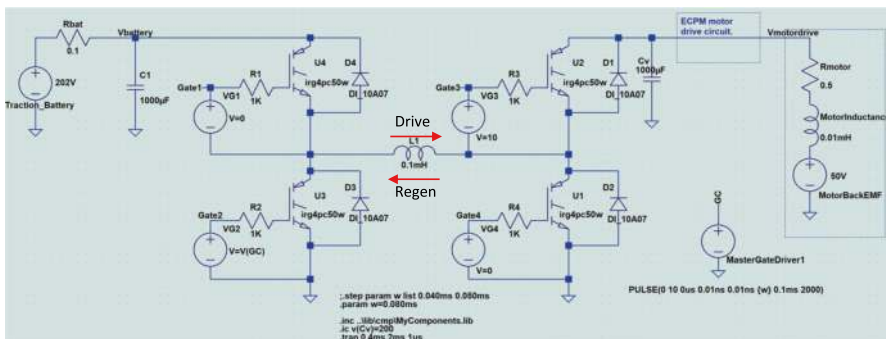 Rbat
0.1
Vbattery
202V
Traction_Battery
C1
1000µF
Gate1
VG1
V=0
R1
1K
U4
irg4pc50w
D4
DI_10A07
Gate2
VG2
V=V(GC)
R2
1K
U3
irg4pc50w
D3
DI_10A07
Drive
L1
0.1mH
Regen
Gate3
VG3
V=10
R3
1K
U2
irg4pc50w
D1
DI_10A07
Cv
1000µF
Gate4
VG4
V=0
R4
1K
U1
irg4pc50w
D2
DI_10A07
ECPM motor
drive circuit.
Vmotordrive
Rmotor
0.5
MotorInductance
0.01mH
50V
MotorBackEMF
GC
MasterGateDriver1
PULSE(0 10 0us 0.01ns 0.01ns {w} 0.1ms 2000)
;.step param w list 0.040ms 0.050ms
.param w=0.080ms
.inc ..\lib\cmp\MyComponents.lib
.ic v(Cv)=200
.tran 0.4ms 2ms 1us